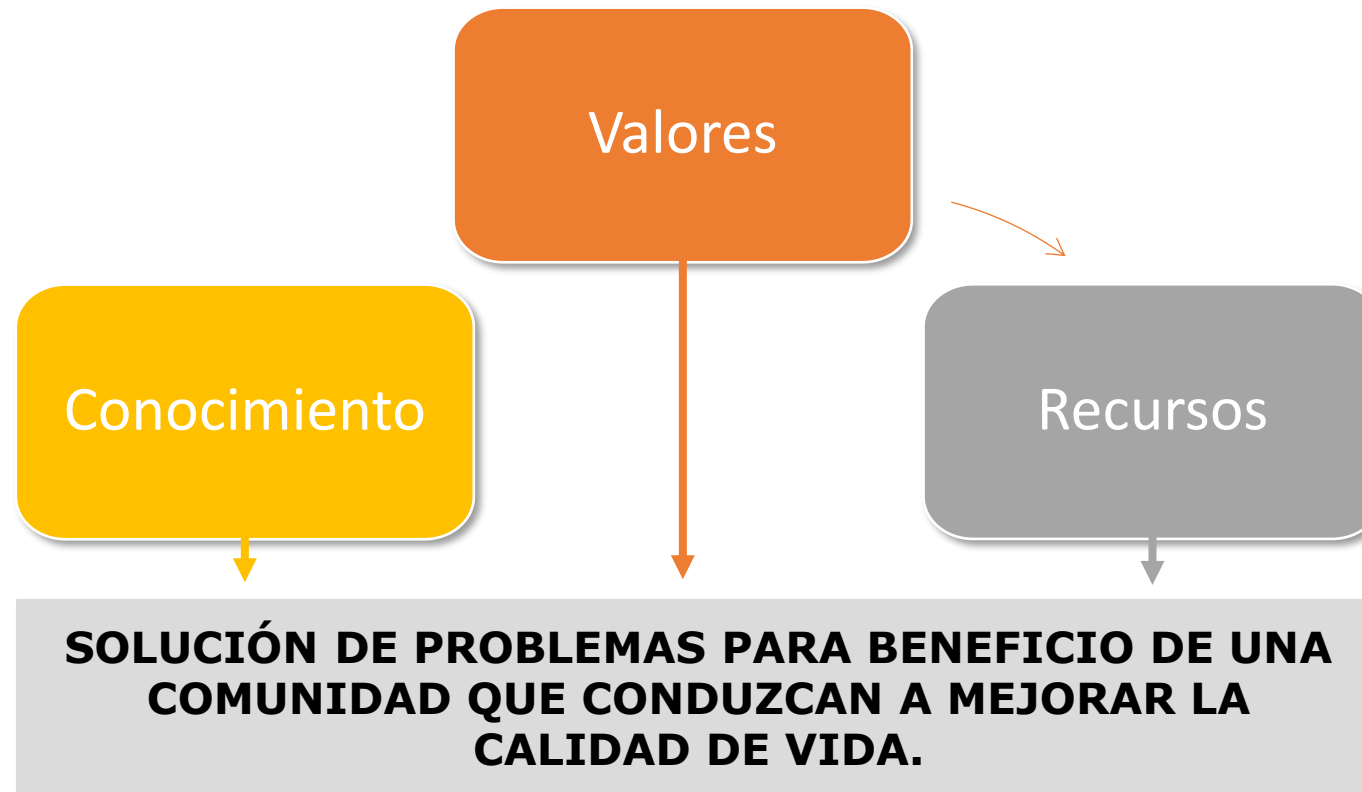 Valores
Conocimiento
Recursos
SOLUCIÓN DE PROBLEMAS PARA BENEFICIO DE UNA
COMUNIDAD QUE CONDUZCAN A MEJORAR LA
CALIDAD DE VIDA.